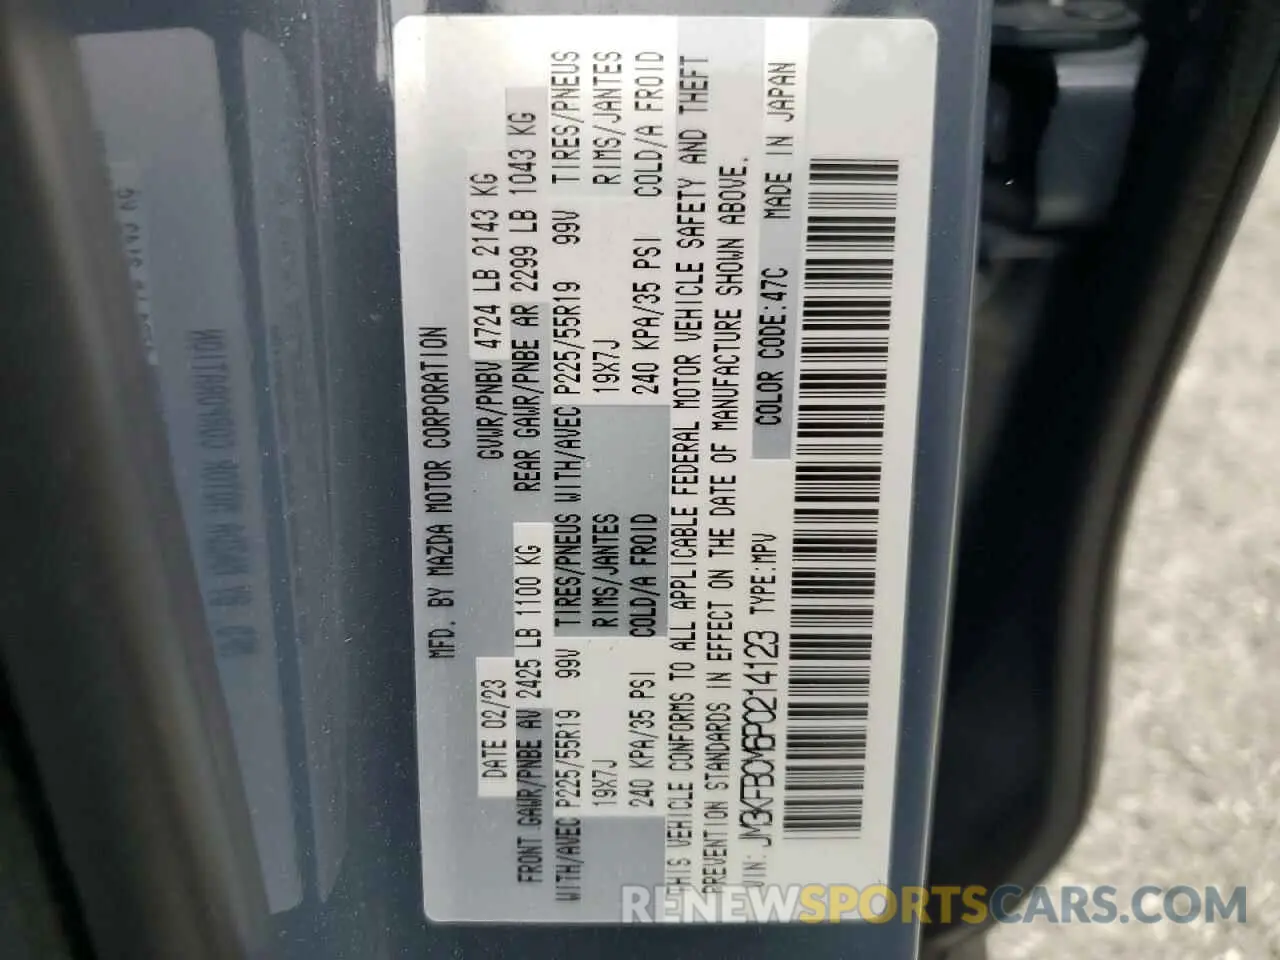 MFD. BY MAZDA MOTOR CORPORATION
DATE 02/23 GVWR/PNBV 4724 LB 2143 KG
FRONT GAWR/PNBE AV 2425 LB 1100 KG REAR GAWR/PNBE AR 2299 LB 1043 KG
WITH/AVEC P225/55R19 99V TIRES/PNEUS WITH/AVEC P225/55R19 99V TIRES/PNEUS
19X7J RIMS/JANTES 19X7J RIMS/JANTES
240 KPA/35 PSI COLD/A FROID 240 KPA/35 PSI COLD/A FROID
THIS VEHICLE CONFORMS TO ALL APPLICABLE FEDERAL MOTOR VEHICLE SAFETY AND THEFT
PREVENTION STANDARDS IN EFFECT ON THE DATE OF MANUFACTURE SHOWN ABOVE.
VIN: JM3KFBCM6P0214123 TYPE:MPV COLOR CODE:47C MADE IN JAPAN
RENEWSPORTSCARS.COM